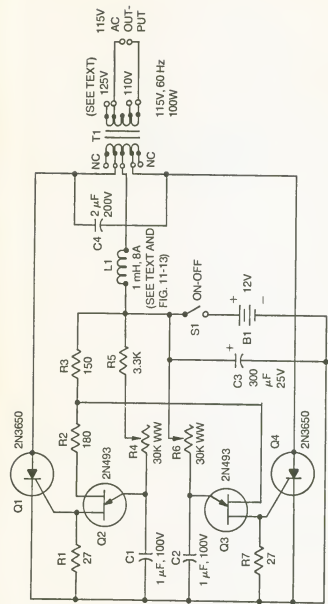 Q1
2N3650
R1
27
Q2
2N493
R2
180
R3
150
C1
1 μF, 100V
R4
30K WW
R5
3.3K
L1
1 mH, 8A
(SEE TEXT AND
FIG. 11-13)
C4
2 μF
200V
NC
NC
T1
(SEE TEXT)
125V
110V
115V
AC
OUT-
PUT
115V, 60 Hz
100W
C2
1 μF, 100V
R6
30K WW
S1
ON-OFF
+
12V
B1
−
+
C3
300
μF
25V
Q3
2N493
R7
27
Q4
2N3650